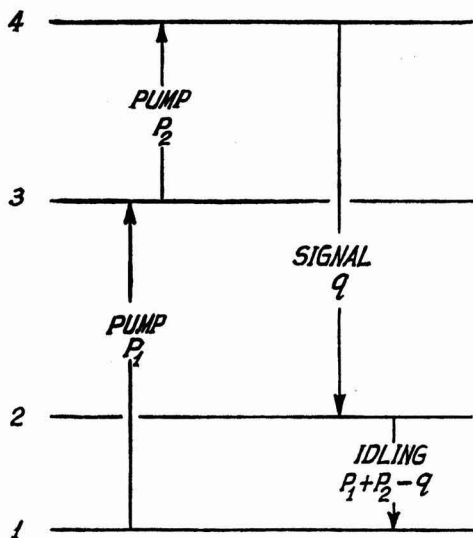 4
PUMP
P2
3
SIGNAL
q
PUMP
P1
2
IDLING
P1+P2-q
1